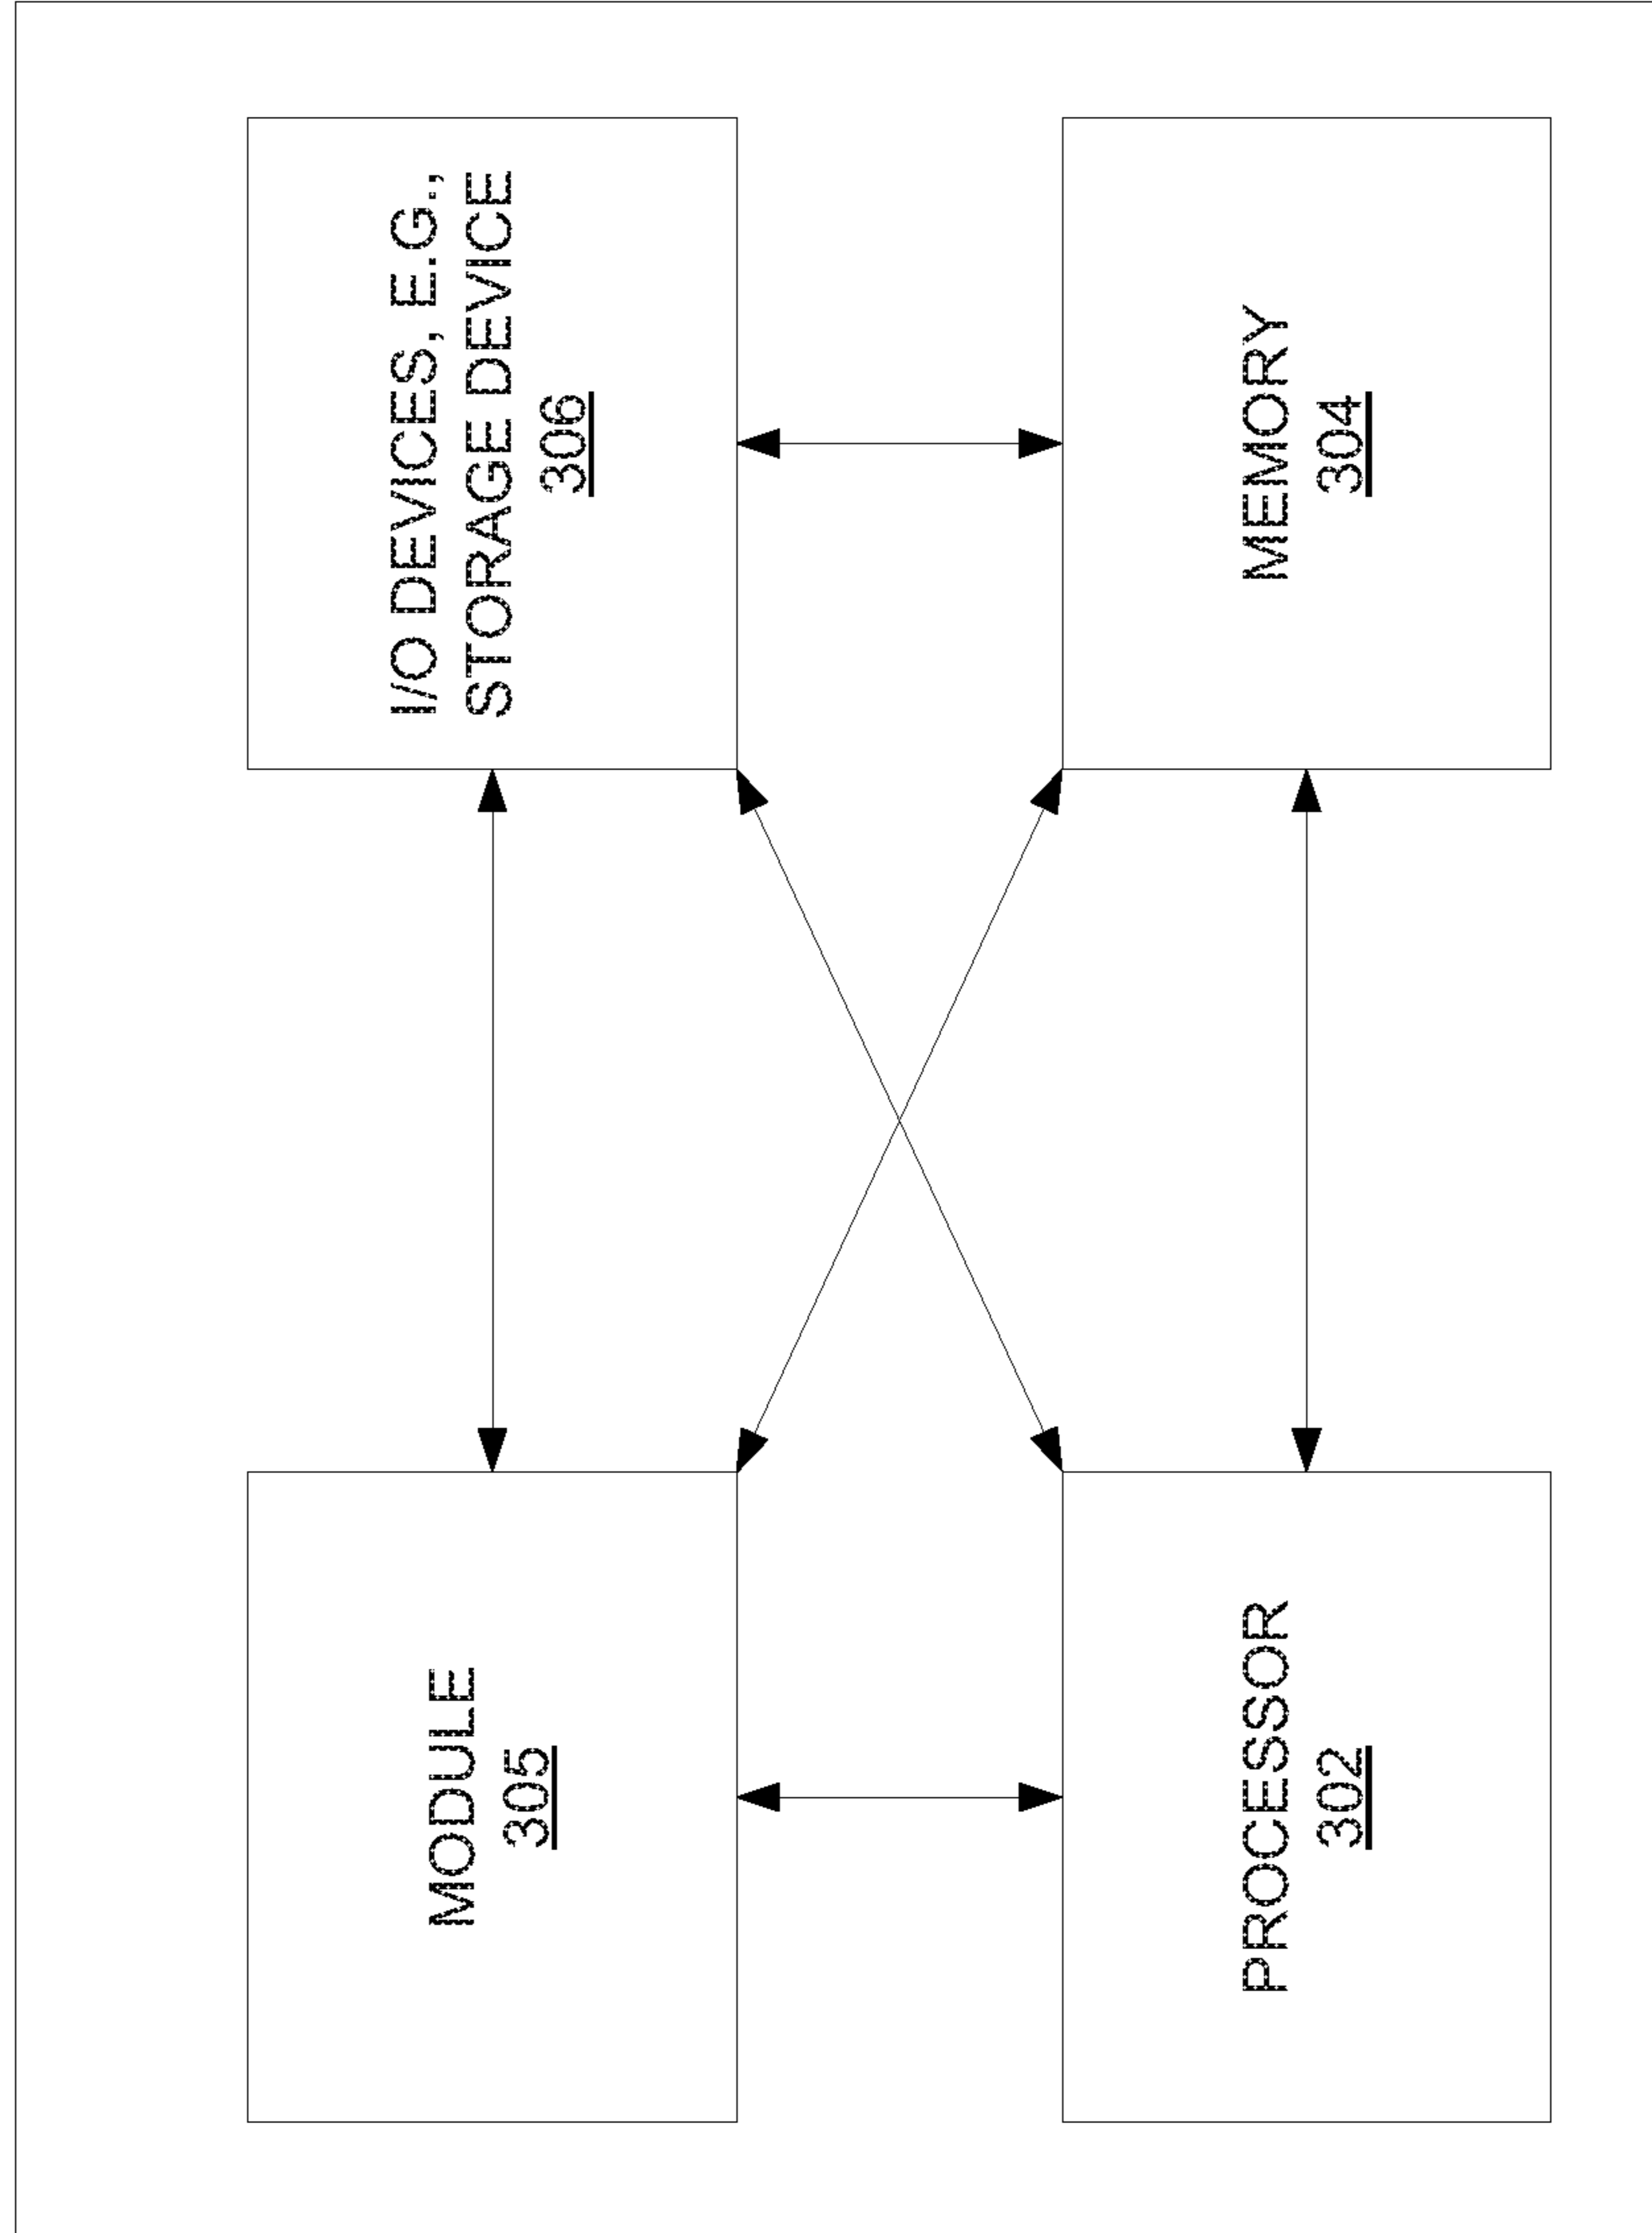 MODULE
305
I/O DEVICES, E.G.,
STORAGE DEVICE
306
PROCESSOR
302
MEMORY
304